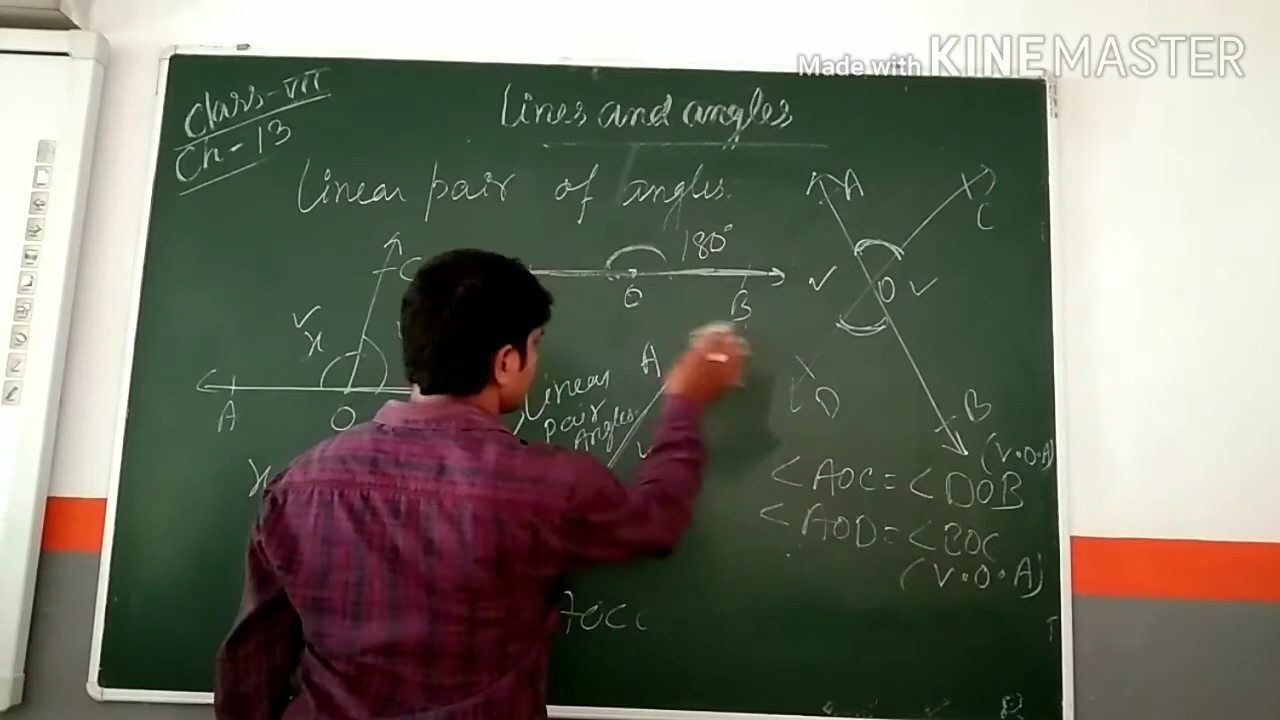 Made with KINEMASTER
Class-VII
Ch-13
Lines and angles
Linear pair of angles.
A
C
C
180°
O
B
O
x
A
A
O
Linear
pair
Angles.
D
B
(V.O.A)
<AOC = <DOB
<AOD = <BOC
(V.O.A)
x